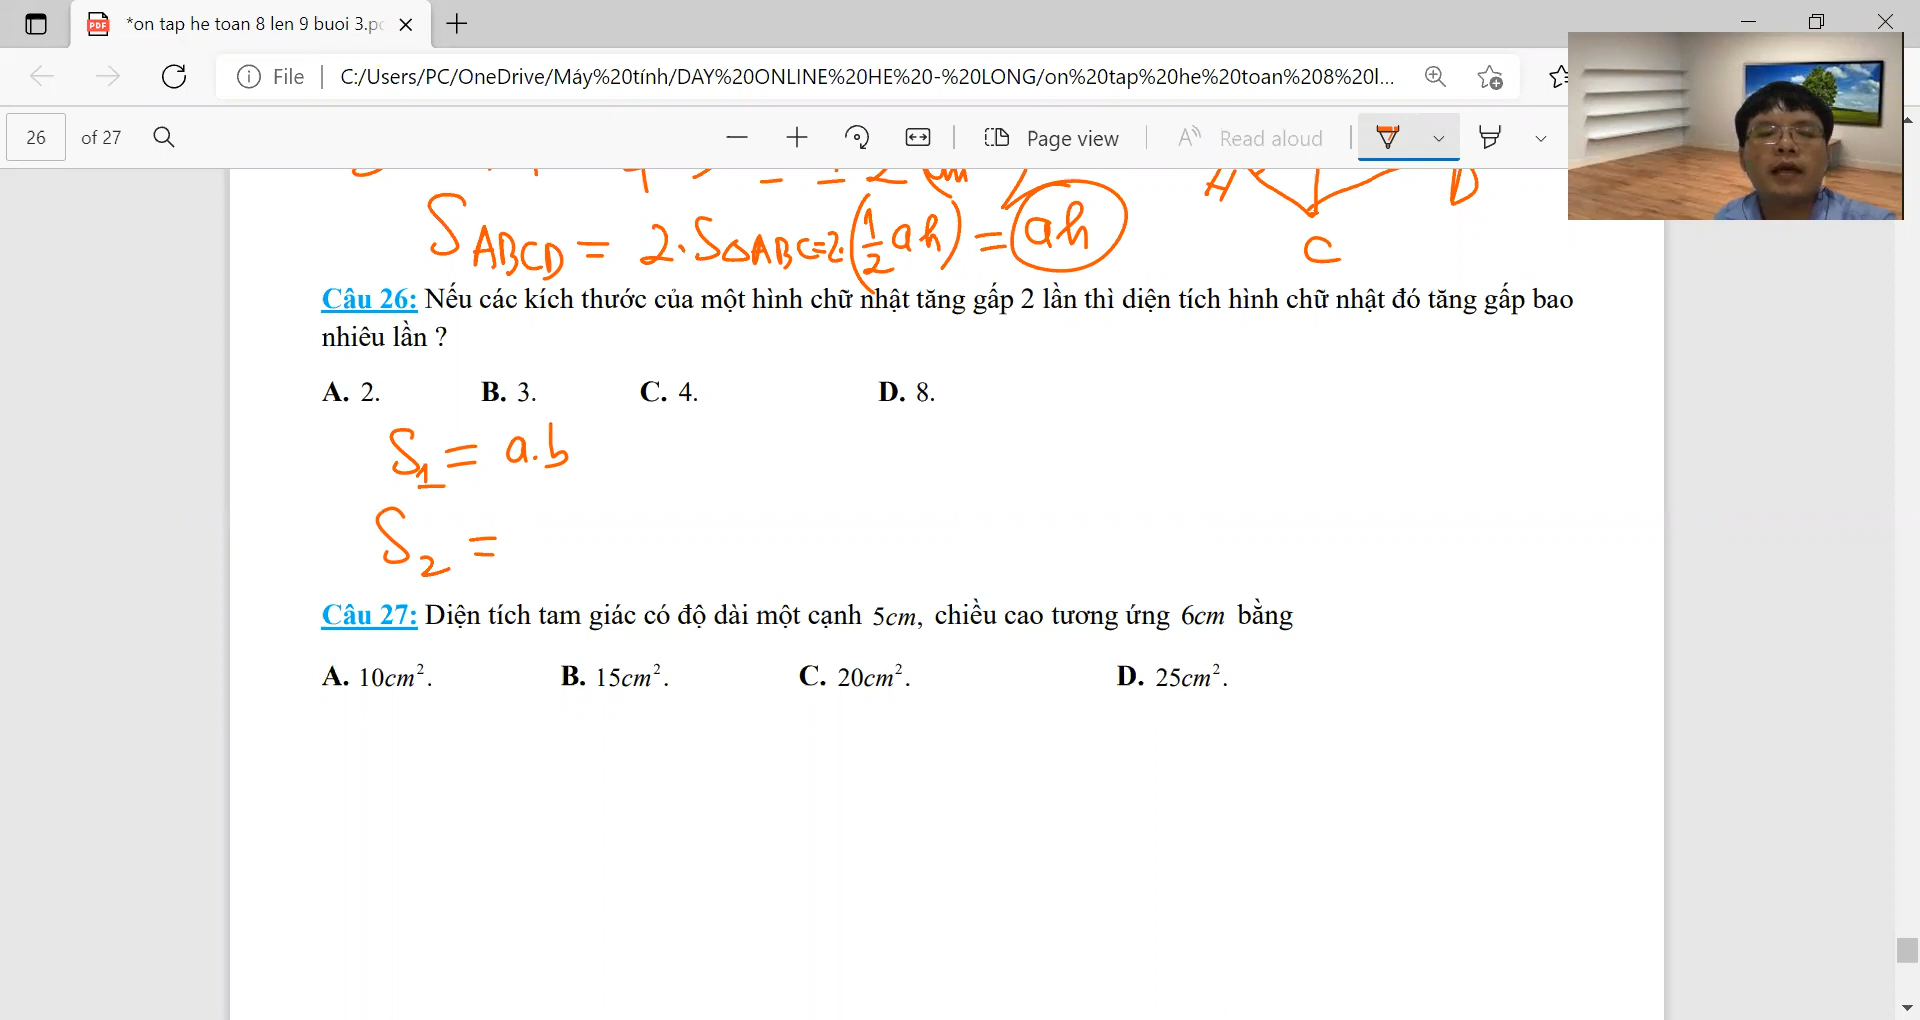 *on tap he toan 8 len 9 buoi 3.pd
File | C:/Users/PC/OneDrive/Máy%20tính/DAY%20ONLINE%20HE%20-%20LONG/on%20tap%20he%20toan%208%20l...
26 of 27
Page view
Read aloud
A D
S ABCD = 2.S△ABC=2.(1/2 ah) = ah
C
Câu 26: Nếu các kích thước của một hình chữ nhật tăng gấp 2 lần thì diện tích hình chữ nhật đó tăng gấp bao
nhiêu lần ?
A. 2. B. 3. C. 4. D. 8.
S₁ = a.b
S₂ =
Câu 27: Diện tích tam giác có độ dài một cạnh 5cm, chiều cao tương ứng 6cm bằng
A. 10cm². B. 15cm². C. 20cm². D. 25cm².